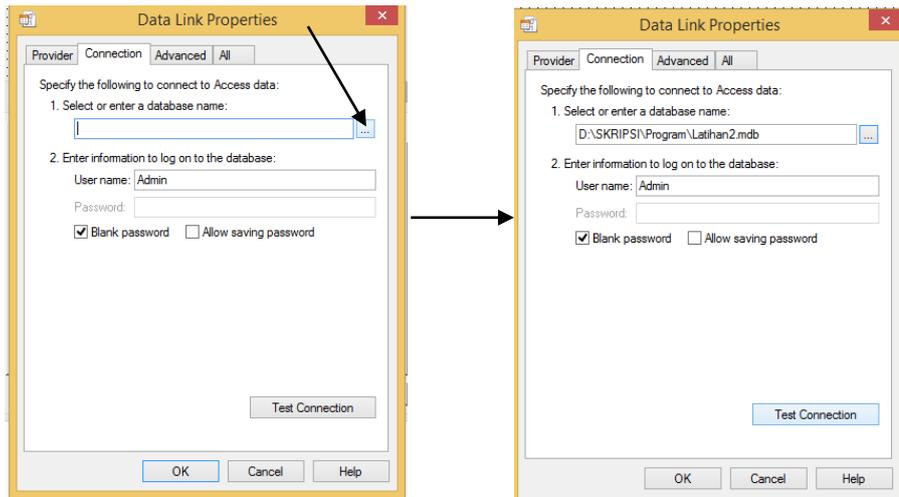 Data Link Properties
Provider Connection Advanced All
Specify the following to connect to Access data:
1. Select or enter a database name:
...
2. Enter information to log on to the database:
User name: Admin
Password:
Blank password Allow saving password
Test Connection
OK Cancel Help
Data Link Properties
Provider Connection Advanced All
Specify the following to connect to Access data:
1. Select or enter a database name:
D:\SKRIPSI\Program\Latihan2.mdb ...
2. Enter information to log on to the database:
User name: Admin
Password:
Blank password Allow saving password
Test Connection
OK Cancel Help